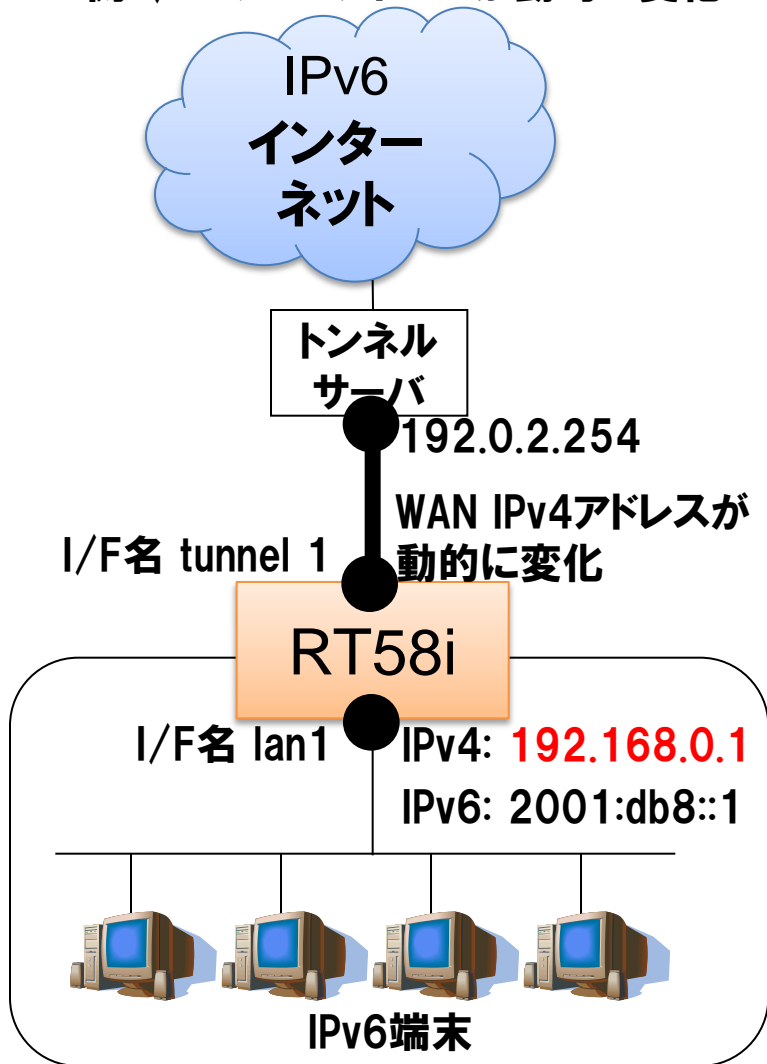 IPv6
インター
ネット
トンネル
サーバ
192.0.2.254
WAN IPv4アドレスが
動的に変化
I/F名 tunnel 1
RT58i
I/F名 lan1
IPv4: 192.168.0.1
IPv6: 2001:db8::1
IPv6端末